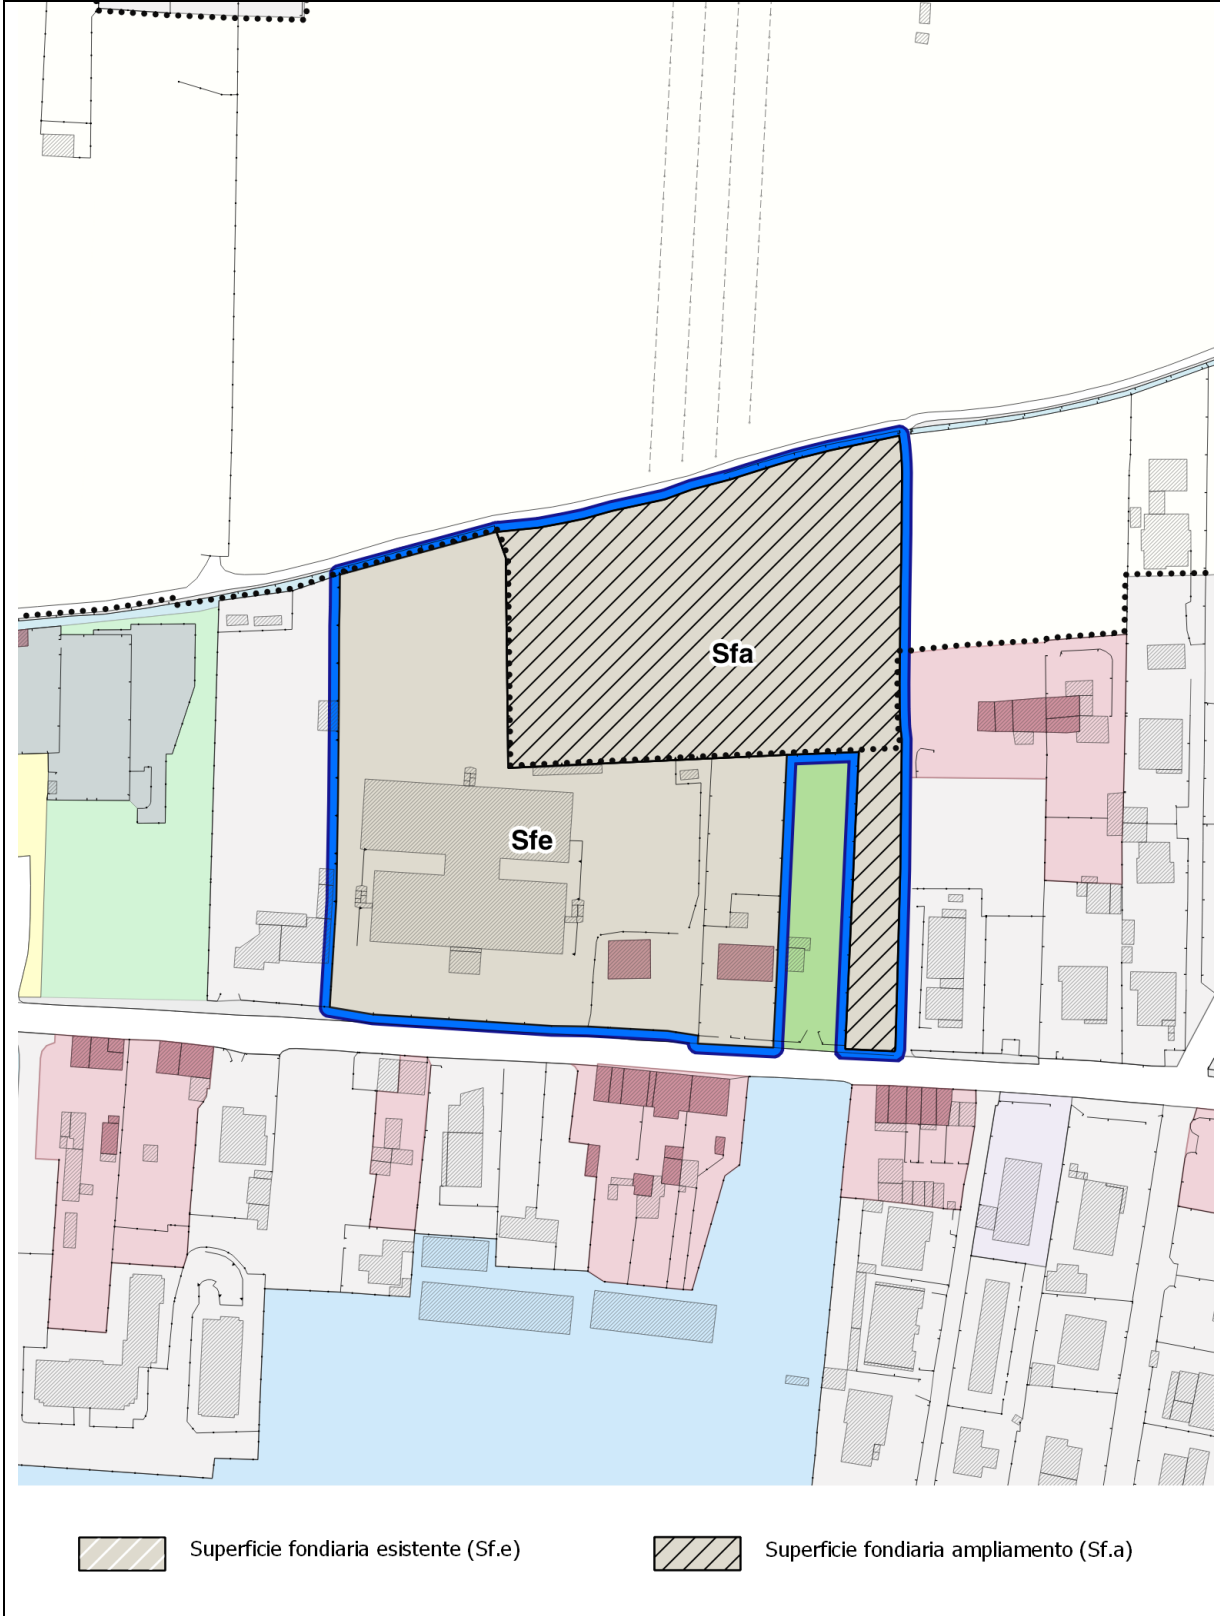 Sfa
Sfe
Superficie fondiaria esistente (Sf.e)
Superficie fondiaria ampliamento (Sf.a)